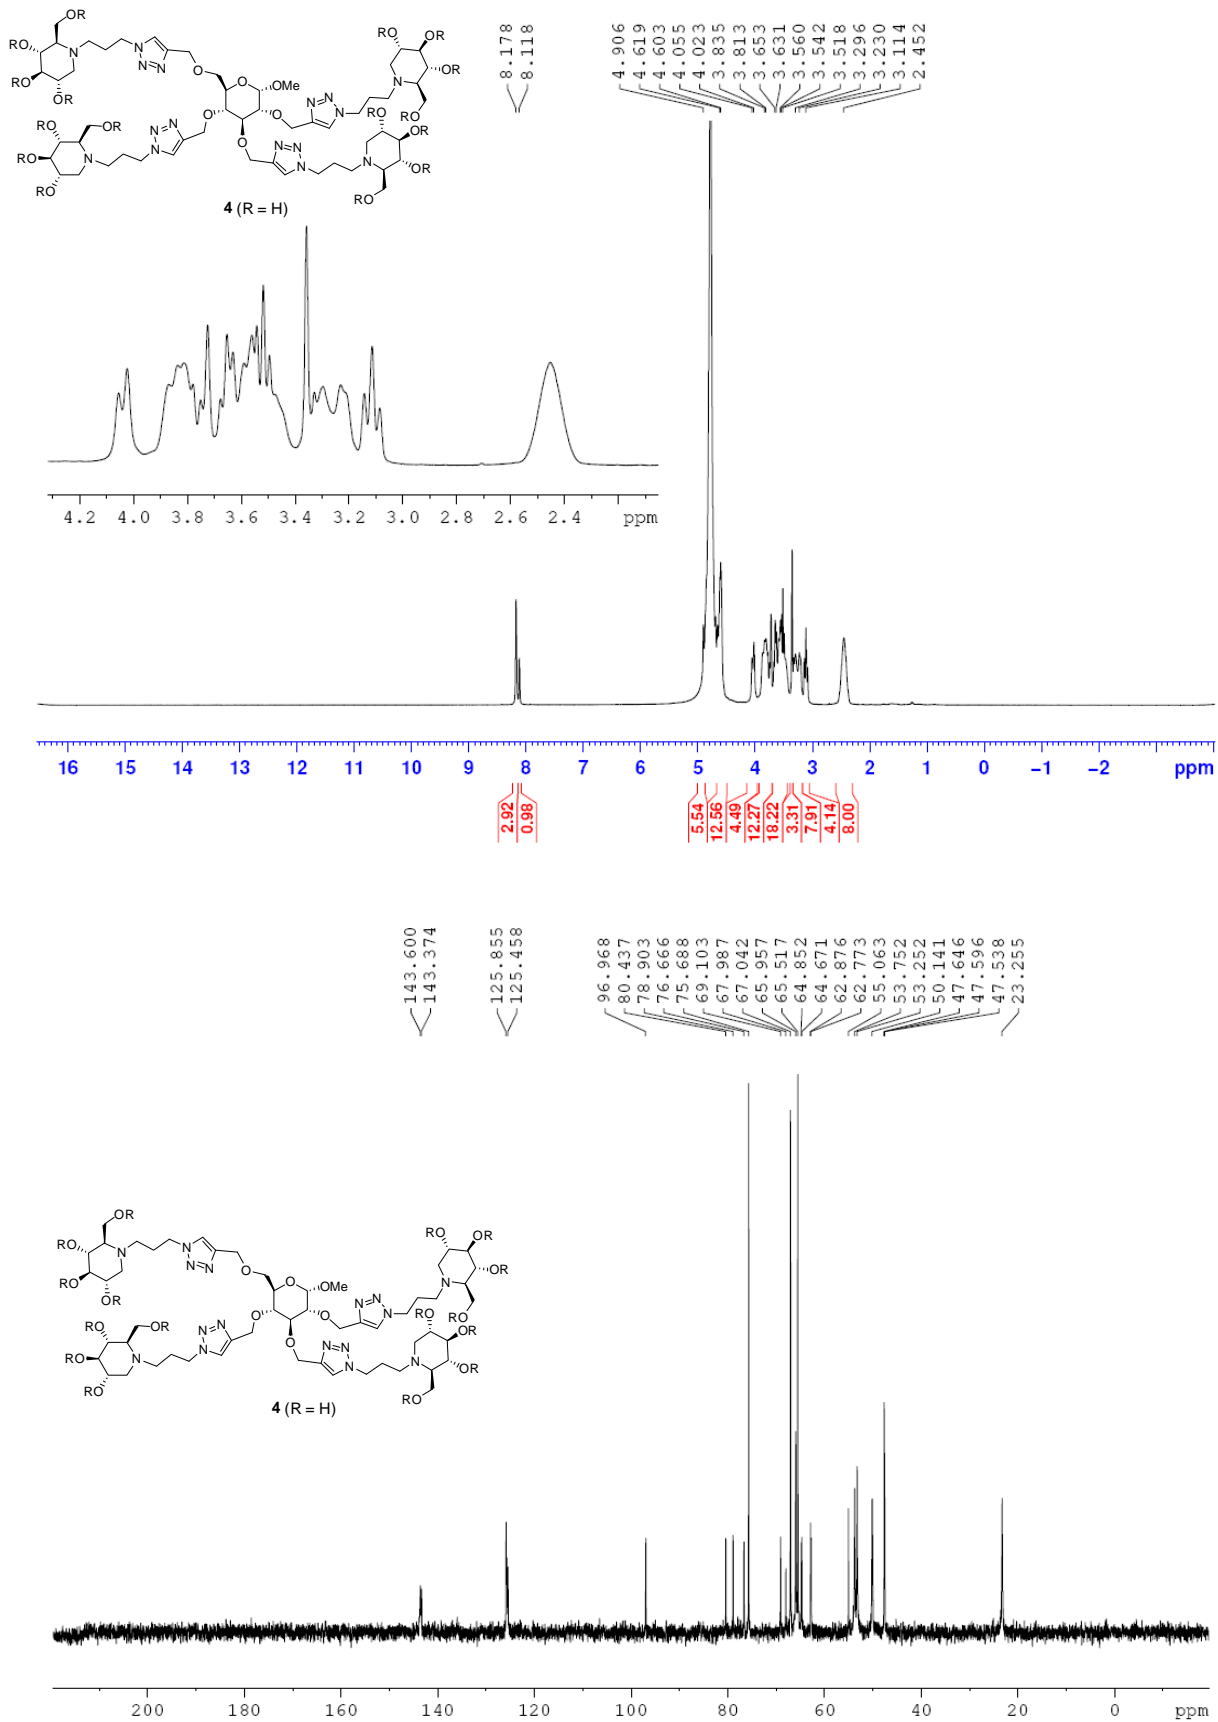 OR
RO
N
N
N
N
O
RO
OR
RO
OR
O
OMe
N
N
N
OR
RO
N
RO
OR
RO
OR
RO
OR
N
N
N
N
O
O
O
N
N
N
RO
OR
N
OR
RO
RO
4 (R = H)
8.178
8.118
4.906
4.619
4.603
4.055
4.023
3.835
3.813
3.653
3.631
3.560
3.542
3.518
3.296
3.230
3.114
2.452
4.2 4.0 3.8 3.6 3.4 3.2 3.0 2.8 2.6 2.4 ppm
16 15 14 13 12 11 10 9 8 7 6 5 4 3 2 1 0 −1 −2 ppm
2.92
0.98
5.54
12.56
4.49
12.27
18.22
3.31
7.91
4.14
8.00
143.600
143.374
125.855
125.458
96.968
80.437
78.903
76.666
75.688
69.103
67.987
67.042
65.957
65.517
64.852
64.671
62.876
62.773
55.063
53.752
53.252
50.141
47.646
47.596
47.538
23.255
OR
RO
N
N
N
N
O
RO
OR
O
OMe
N
N
N
RO
OR
OR
N
RO
RO
OR
RO
OR
RO
N
N
N
N
O
O
O
N
N
N
RO
OR
N
OR
RO
4 (R = H)
200 180 160 140 120 100 80 60 40 20 0 ppm